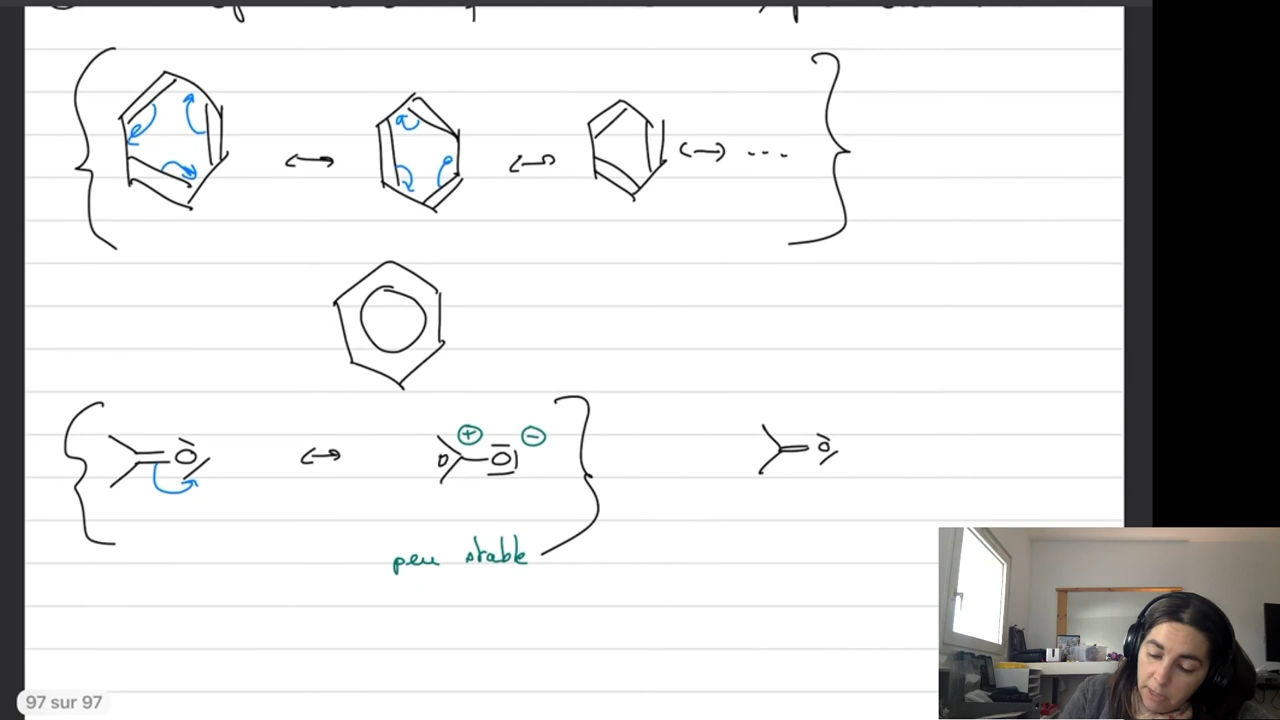 ⊕ ⊖
O O O
peu stable
97 sur 97